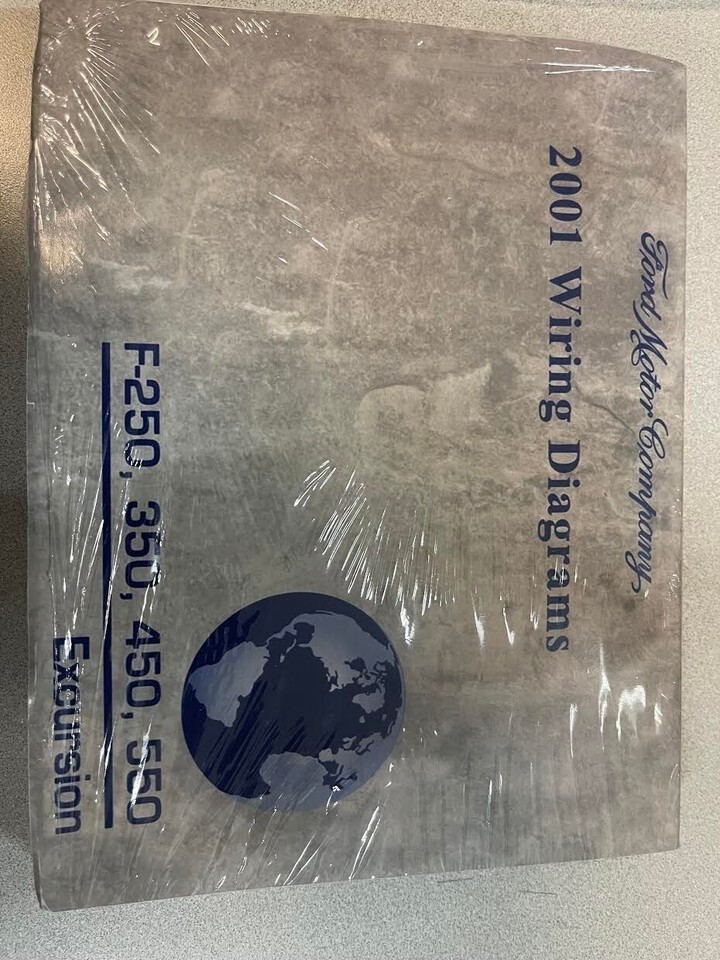 Ford Motor Company
2001 Wiring Diagrams
F-250, 350, 450, 550
Excursion